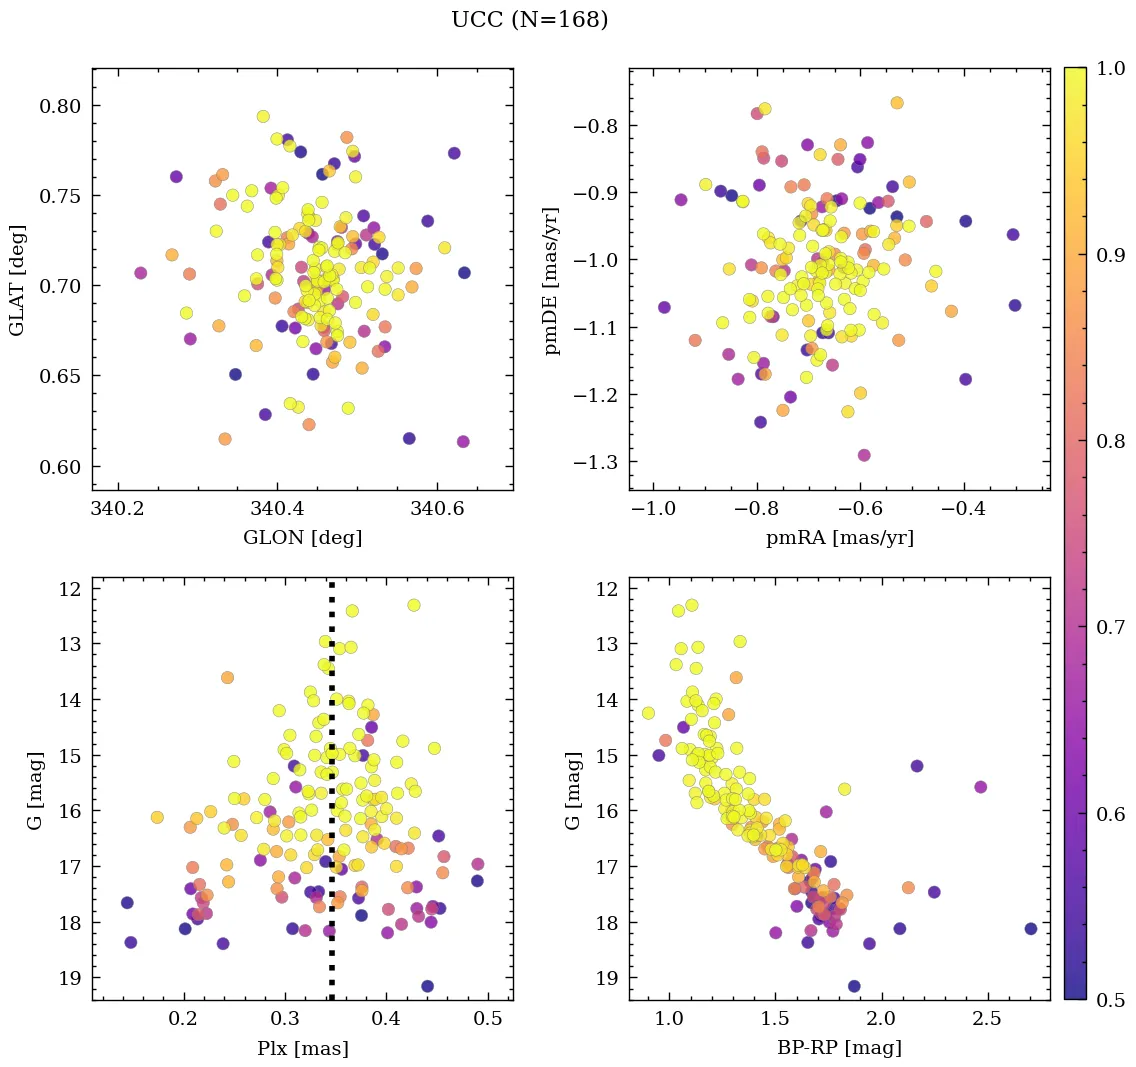 UCC (N=168)
0.80
0.75
0.70
0.65
0.60
GLAT [deg]
340.2 340.4 340.6
GLON [deg]
−0.8
−0.9
−1.0
−1.1
−1.2
−1.3
pmDE [mas/yr]
−1.0 −0.8 −0.6 −0.4
pmRA [mas/yr]
12
13
14
15
16
17
18
19
G [mag]
0.2 0.3 0.4 0.5
Plx [mas]
12
13
14
15
16
17
18
19
G [mag]
1.0 1.5 2.0 2.5
BP-RP [mag]
1.0
0.9
0.8
0.7
0.6
0.5